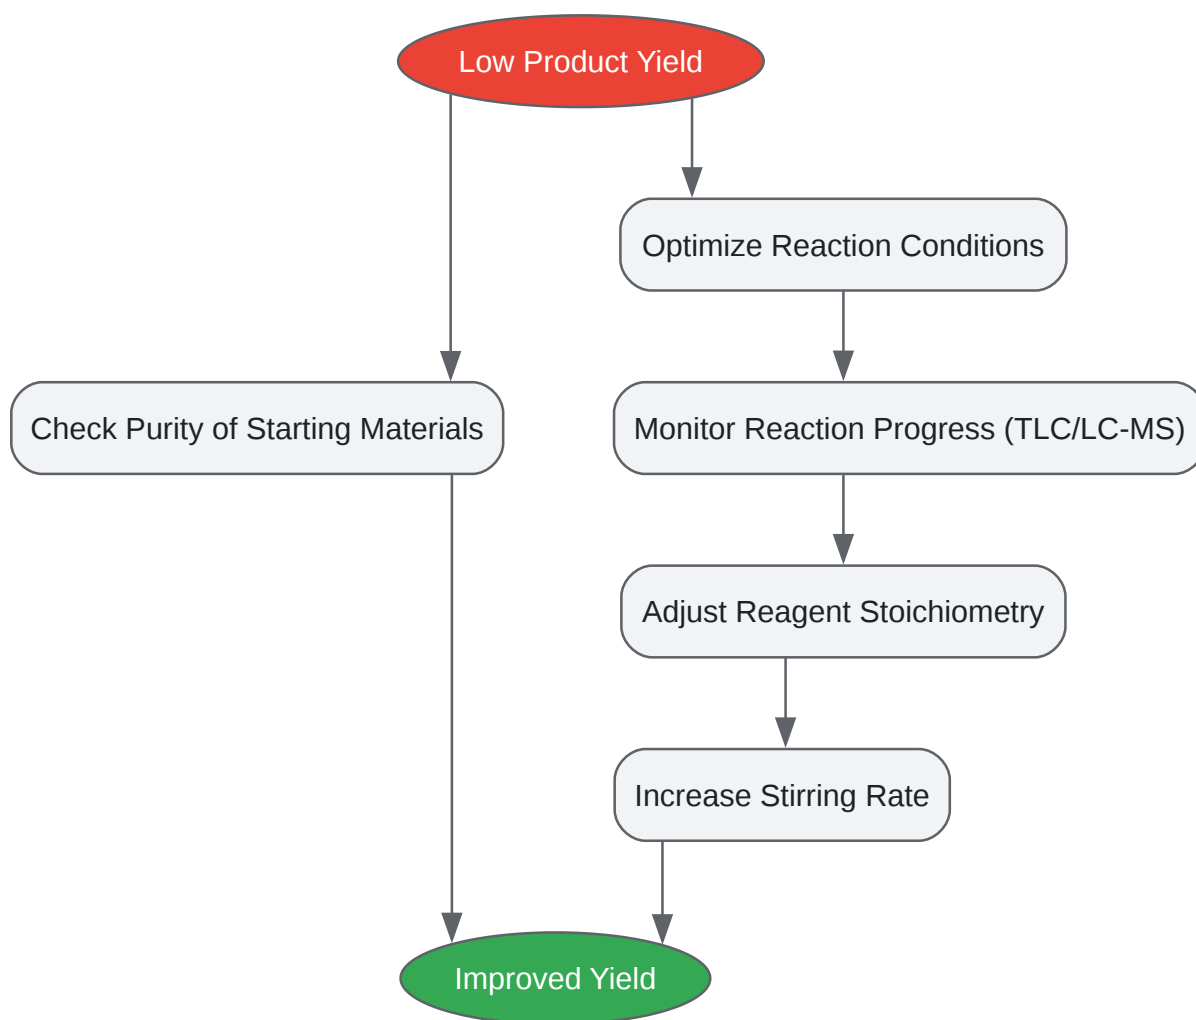 Low Product Yield
Optimize Reaction Conditions
Check Purity of Starting Materials
Monitor Reaction Progress (TLC/LC-MS)
Adjust Reagent Stoichiometry
Increase Stirring Rate
Improved Yield